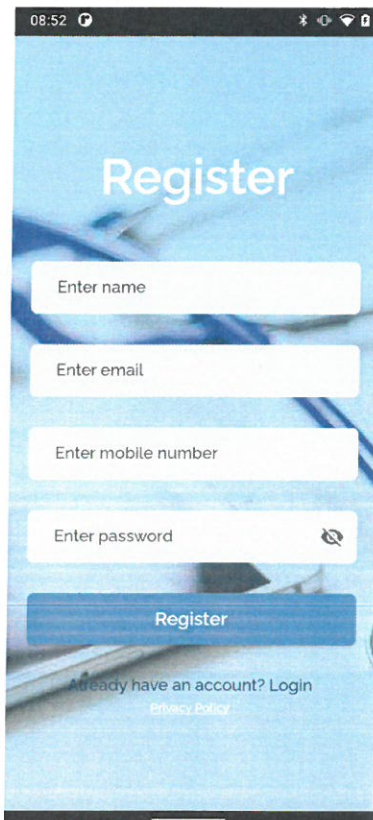 08:52
Register
Enter name
Enter email
Enter mobile number
Enter password
Register
Already have an account? Login
Privacy Policy